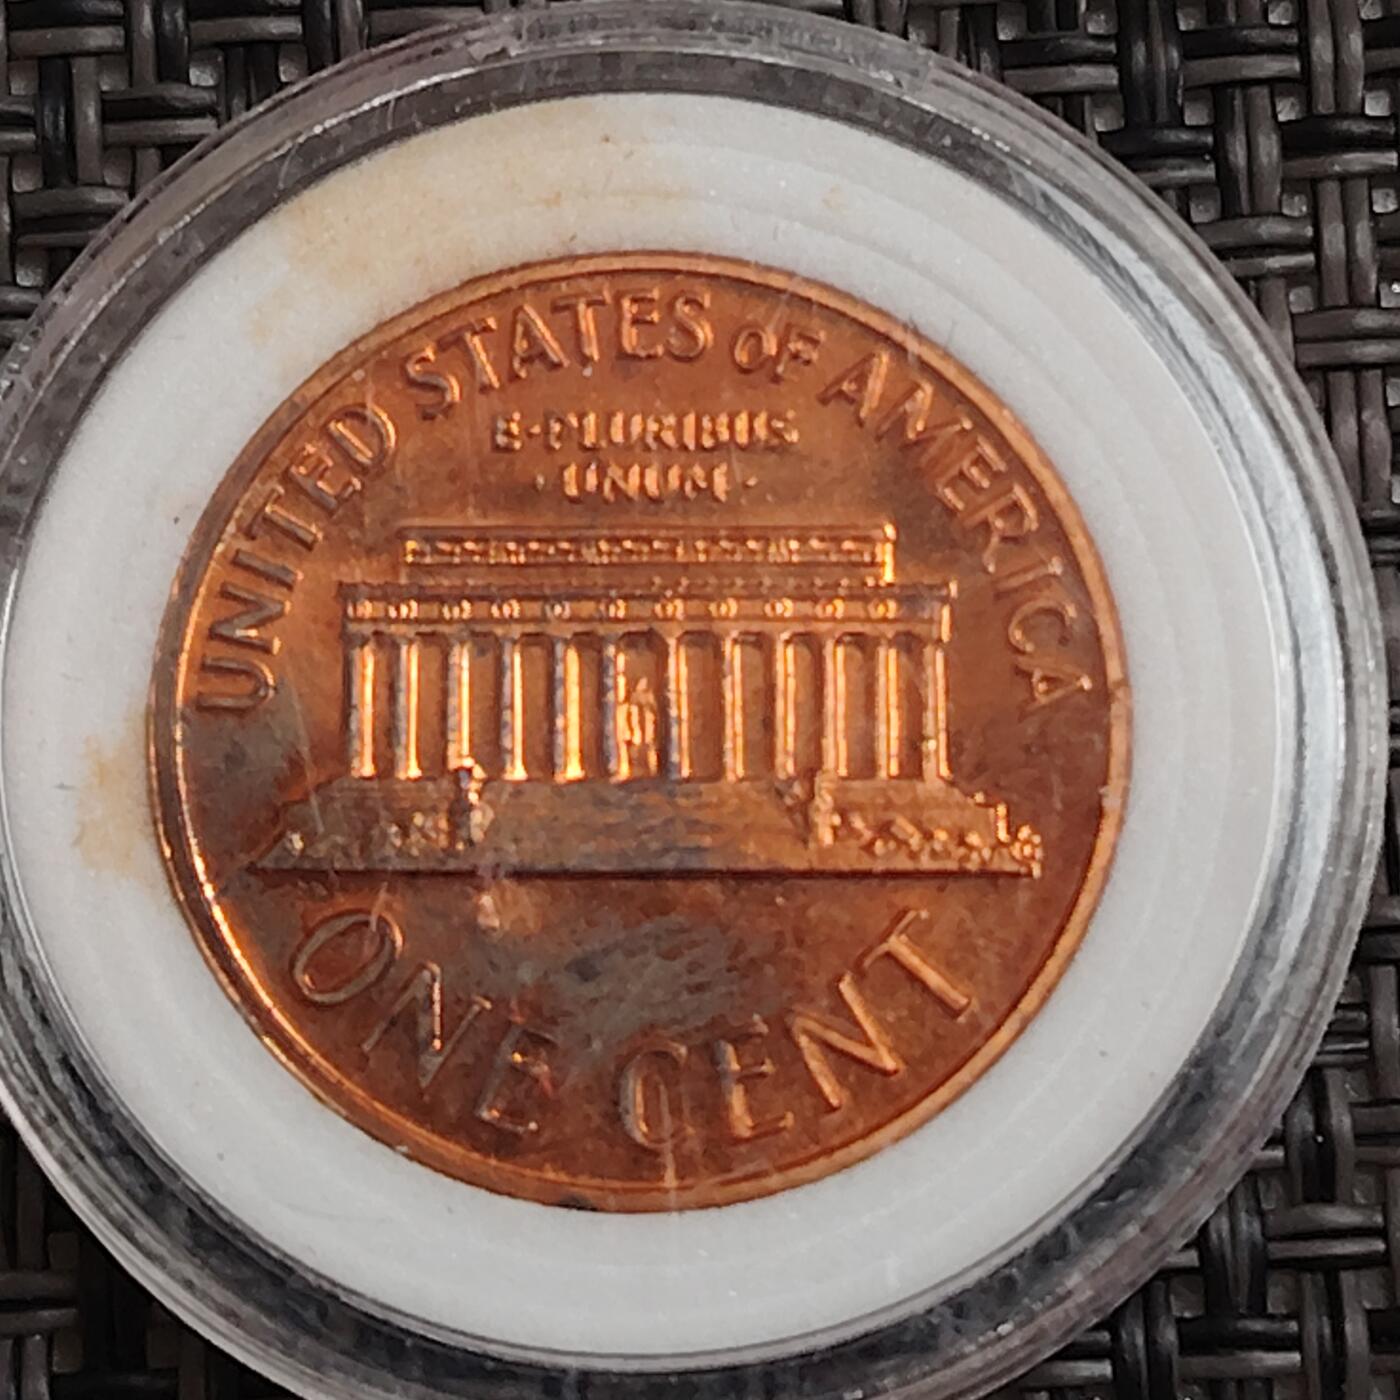 UNITED STATES OF AMERICA
E·PLURIBUS
·UNUM·
ONE CENT